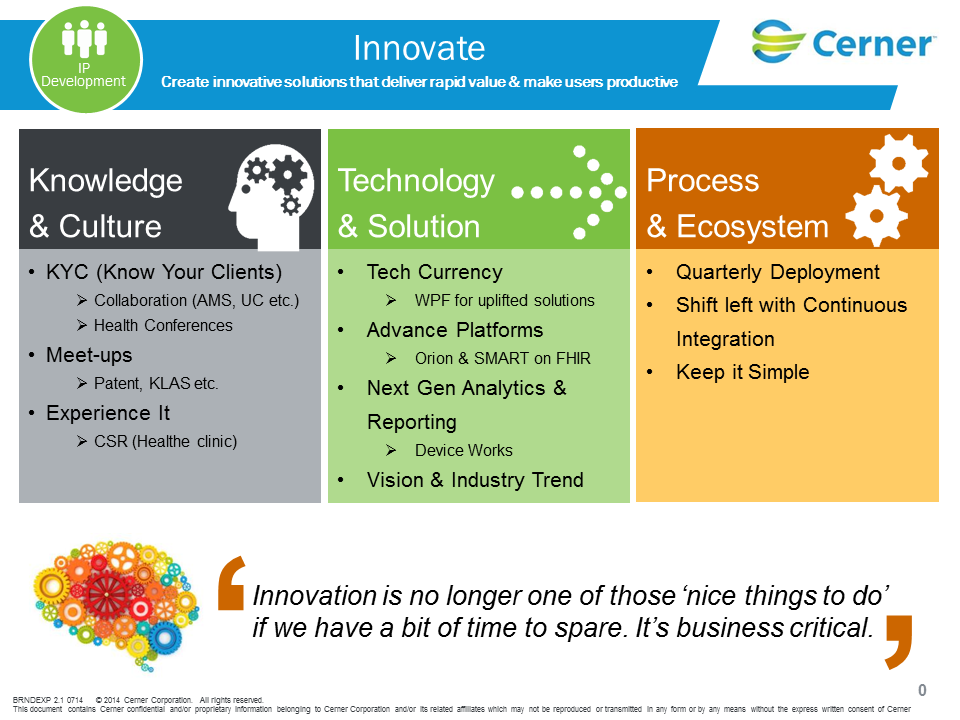 IP
Development
Innovate
Create innovative solutions that deliver rapid value & make users productive
Cerner™
Knowledge
& Culture
• KYC (Know Your Clients)
➢ Collaboration (AMS, UC etc.)
➢ Health Conferences
• Meet-ups
➢ Patent, KLAS etc.
• Experience It
➢ CSR (Healthe clinic)
Technology
& Solution
• Tech Currency
➢ WPF for uplifted solutions
• Advance Platforms
➢ Orion & SMART on FHIR
• Next Gen Analytics &
Reporting
➢ Device Works
• Vision & Industry Trend
Process
& Ecosystem
• Quarterly Deployment
• Shift left with Continuous
Integration
• Keep it Simple
‘Innovation is no longer one of those ‘nice things to do’
if we have a bit of time to spare. It’s business critical.’
0
BRNDEXP 2.1 0714 © 2014 Cerner Corporation. All rights reserved.
This document contains Cerner confidential and/or proprietary information belonging to Cerner Corporation and/or its related affiliates which may not be reproduced or transmitted in any form or by any means without the express written consent of Cerner